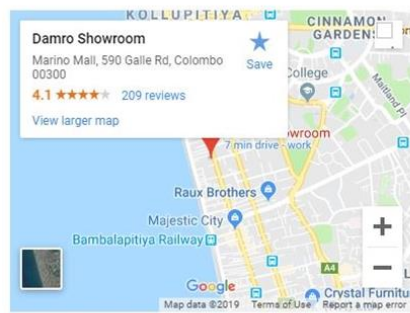 KOLLUPITIYA
CINNAMON
GARDENS
Damro Showroom
Marino Mall, 590 Galle Rd, Colombo
00300
Save
4.1 209 reviews
View larger map
College
Maitland Pl
owroom
7 min drive - work
Raux Brothers
Majestic City
Bambalapitiya Railway
A4
Crystal Furnitu
Google
Map data ©2019 Terms of Use Report a map error